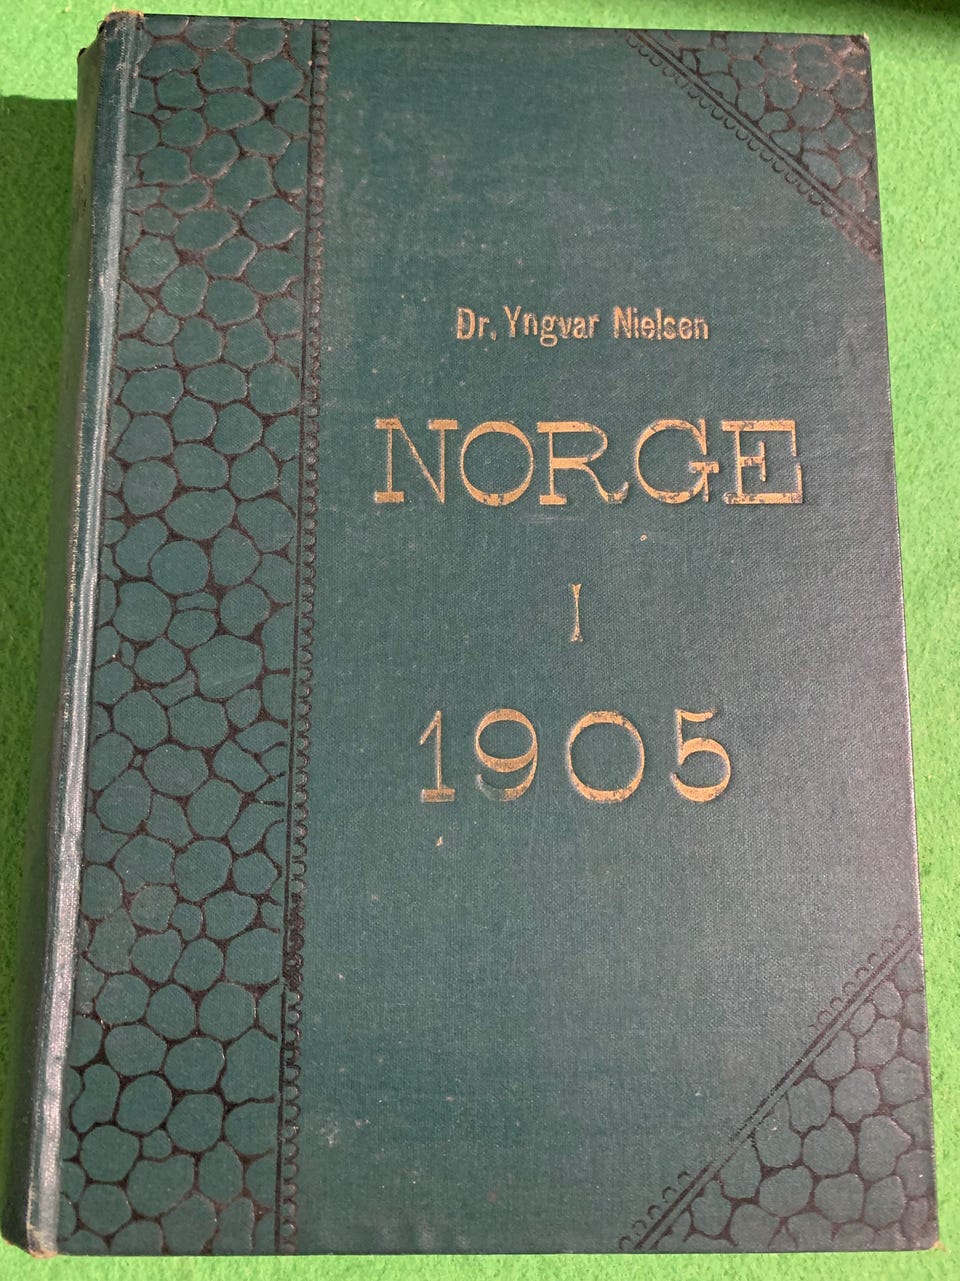 Dr. Yngvar Nielsen
NORGE
I
1905